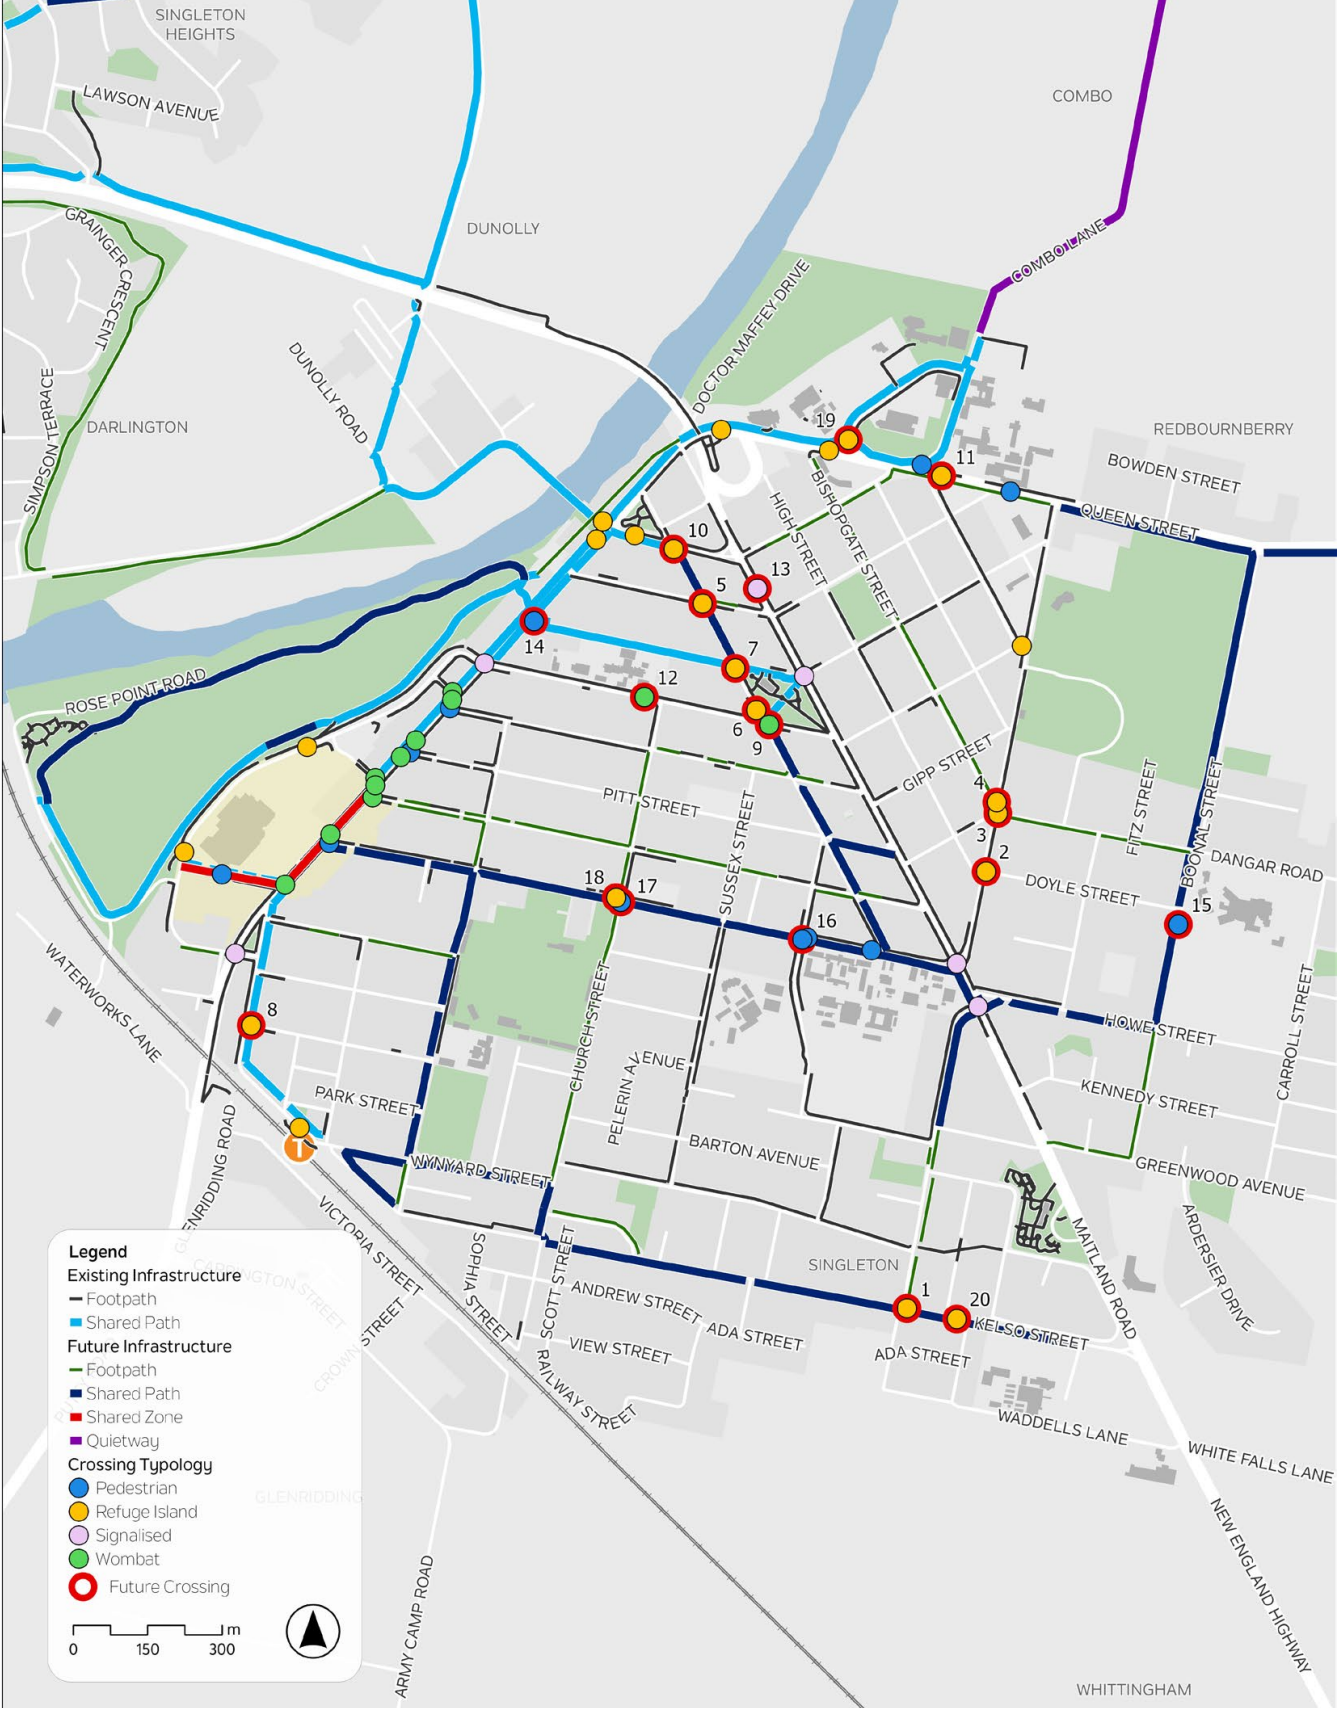 SINGLETON
HEIGHTS
LAWSON AVENUE
COMBO
GRAINGER CRESCENT
DUNOLLY
COMBO LANE
DOCTOR MAFFEY DRIVE
DUNOLLY ROAD
SIMPSON TERRACE
DARLINGTON
19
REDBOURNBERRY
11
BOWDEN STREET
BISHOPGATE STREET
HIGH STREET
QUEEN STREET
10
13
5
14
7
12
ROSE POINT ROAD
6
9
GIPP STREET
4
PITT STREET
3
SUSSEX STREET
FITZ STREET
BOONAL STREET
2
DANGAR ROAD
DOYLE STREET
18
17
15
16
WATERWORKS LANE
CHURCH STREET
CARROLL STREET
8
HOWE STREET
PELERIN AVENUE
PARK STREET
KENNEDY STREET
BARTON AVENUE
WYNYARD STREET
GREENWOOD AVENUE
GLENRIDDING ROAD
T
VICTORIA STREET
ARDERSIER DRIVE
MAITLAND ROAD
SOPHIA STREET
SCOTT STREET
SINGLETON
CARRINGTON STREET
ANDREW STREET
1
20
ADA STREET
KELSO STREET
CROWN STREET
VIEW STREET
ADA STREET
RAILWAY STREET
WADDELLS LANE
WHITE FALLS LANE
GLENRIDDING
NEW ENGLAND HIGHWAY
ARMY CAMP ROAD
WHITTINGHAM
Legend
Existing Infrastructure
Footpath
Shared Path
Future Infrastructure
Footpath
Shared Path
Shared Zone
Quietway
Crossing Typology
Pedestrian
Refuge Island
Signalised
Wombat
Future Crossing
m
0 150 300